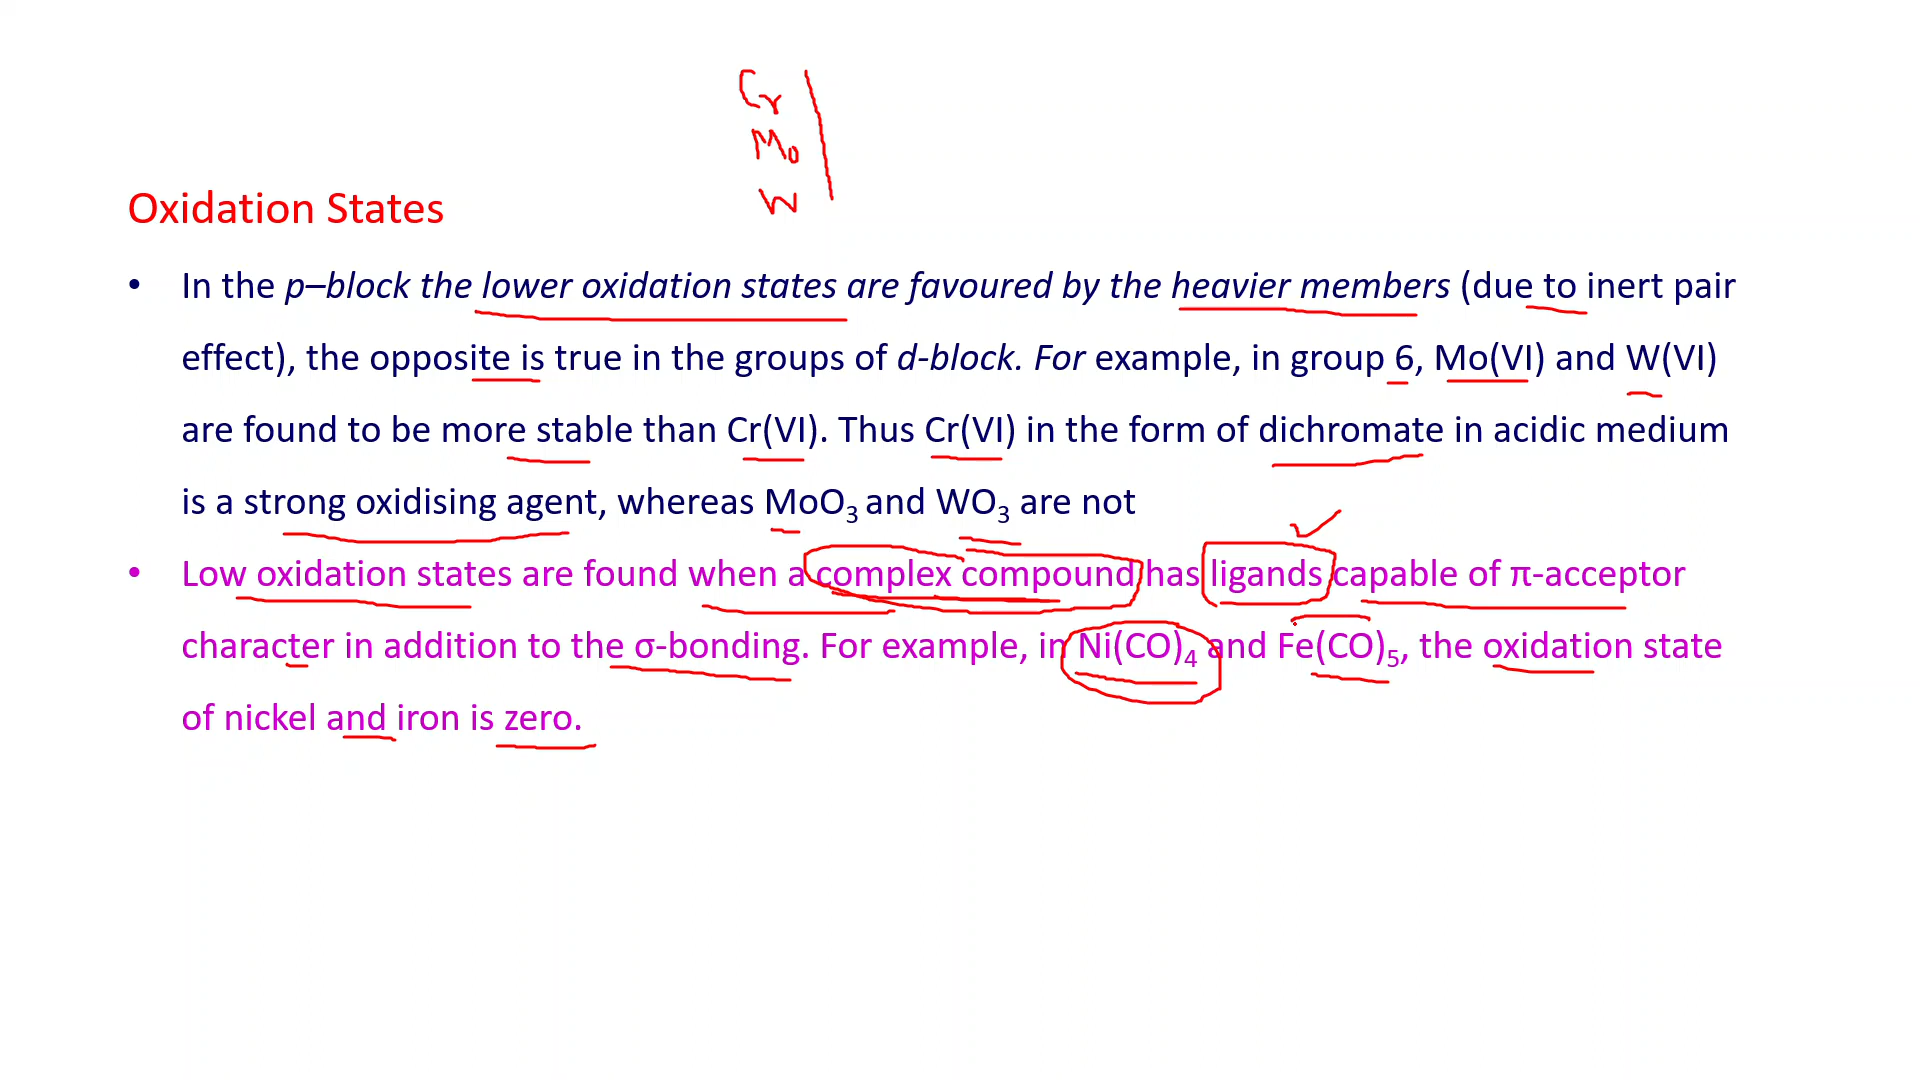 Cr
Mo
W
Oxidation States
• In the p–block the lower oxidation states are favoured by the heavier members (due to inert pair
effect), the opposite is true in the groups of d-block. For example, in group 6, Mo(VI) and W(VI)
are found to be more stable than Cr(VI). Thus Cr(VI) in the form of dichromate in acidic medium
is a strong oxidising agent, whereas MoO₃ and WO₃ are not
• Low oxidation states are found when a complex compound has ligands capable of π-acceptor
character in addition to the σ-bonding. For example, in Ni(CO)₄ and Fe(CO)₅, the oxidation state
of nickel and iron is zero.